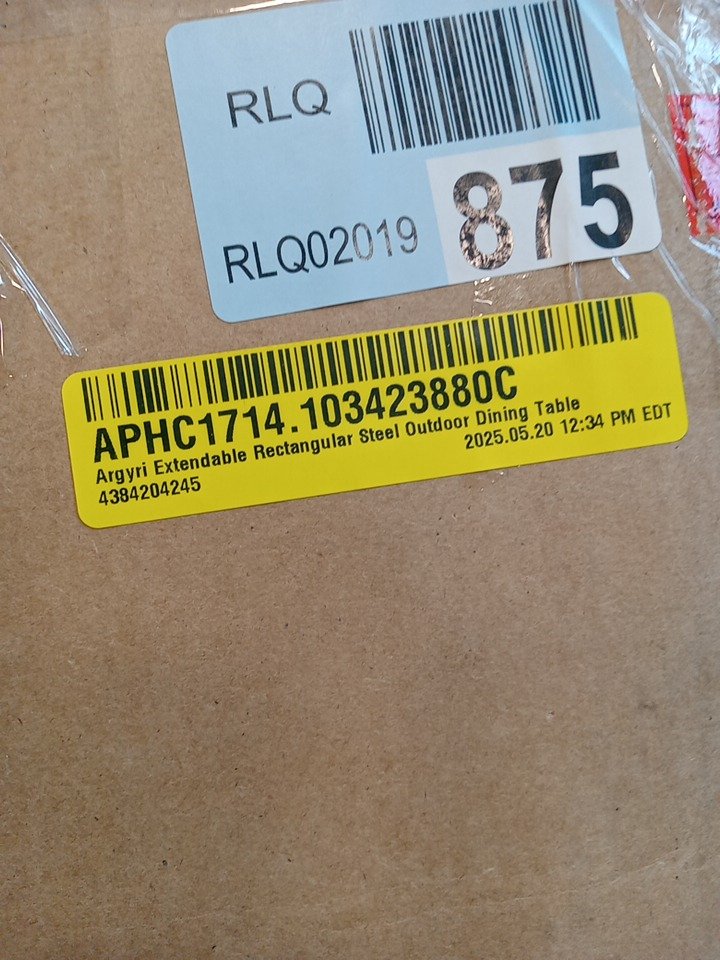 RLQ
RLQ02019
875
APHC1714.103423880C
Argyri Extendable Rectangular Steel Outdoor Dining Table
4384204245
2025.05.20 12:34 PM EDT